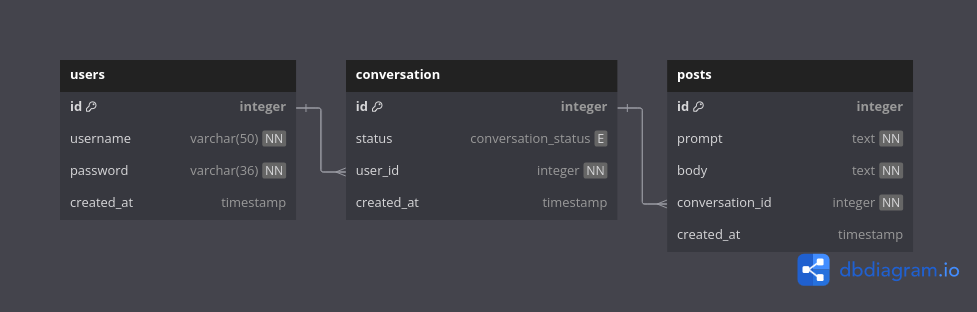 users
id integer
username varchar(50) NN
password varchar(36) NN
created_at timestamp
conversation
id integer
status conversation_status E
user_id integer NN
created_at timestamp
posts
id integer
prompt text NN
body text NN
conversation_id integer NN
created_at timestamp
dbdiagram.io